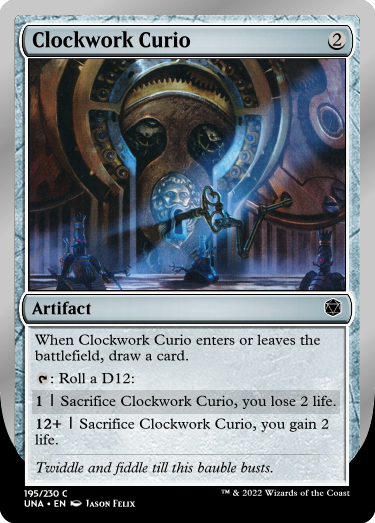 Clockwork Curio 2
Artifact
When Clockwork Curio enters or leaves the
battlefield, draw a card.
: Roll a D12:
1 | Sacrifice Clockwork Curio, you lose 2 life.
12+ | Sacrifice Clockwork Curio, you gain 2
life.
Twiddle and fiddle till this bauble busts.
195/230 C
UNA • EN Jason Felix ™ & 2022 Wizards of the Coast